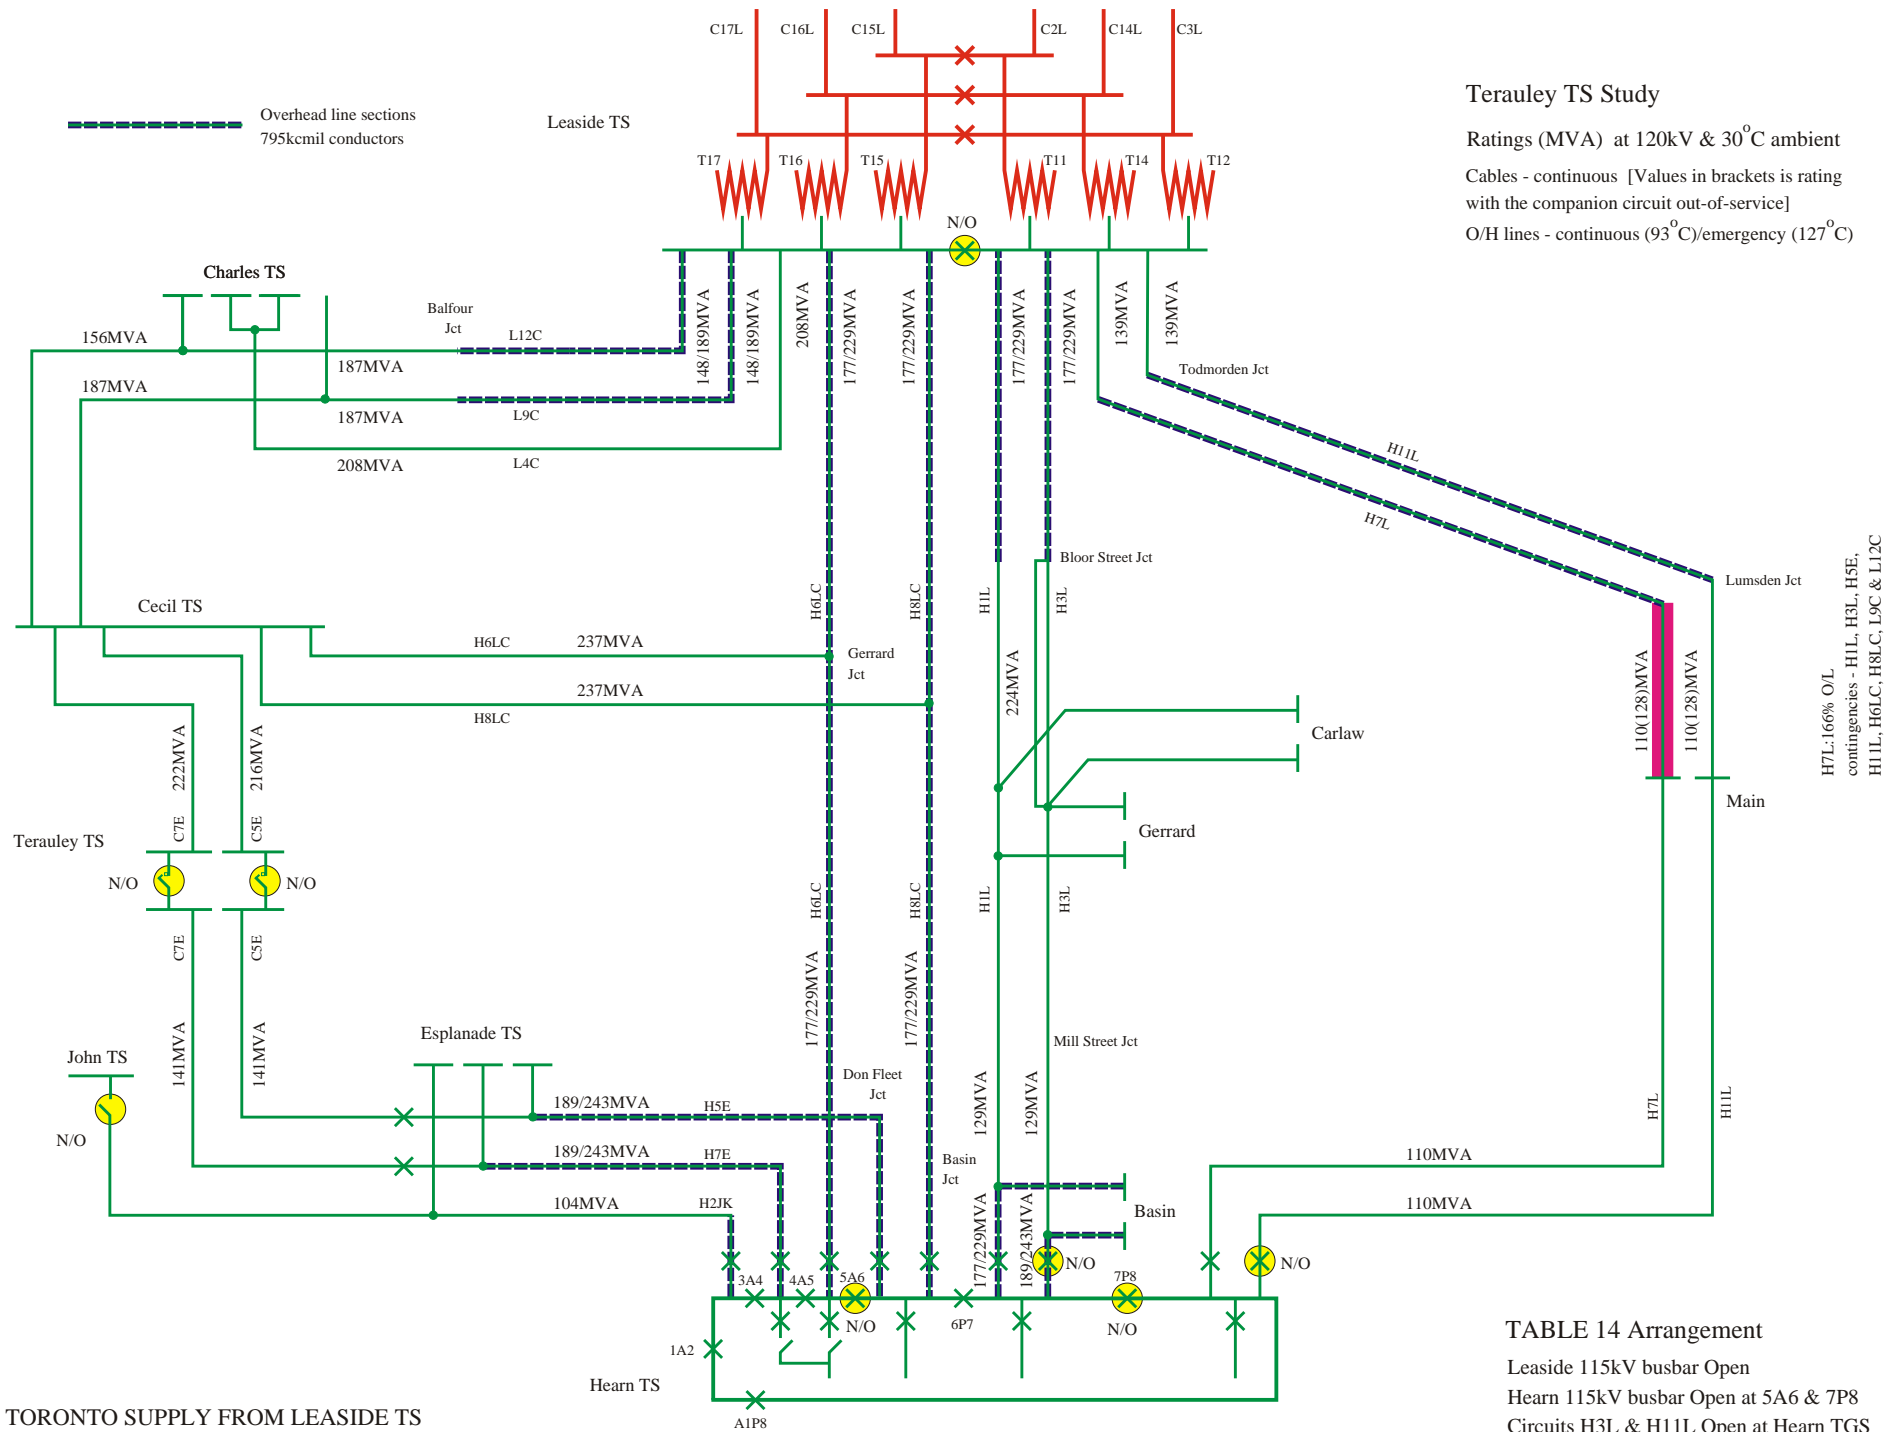 C17L
C16L
C15L
C2L
C14L
C3L
Overhead line sections
795kcmil conductors
Leaside TS
Terauley TS Study
Ratings (MVA) at 120kV & 30°C ambient
Cables - continuous [Values in brackets is rating
with the companion circuit out-of-service]
O/H lines - continuous (93°C)/emergency (127°C)
T17
T16
T15
T11
T14
T12
N/O
Charles TS
Balfour
Jct
L12C
156MVA
187MVA
148/189MVA
148/189MVA
208MVA
177/229MVA
177/229MVA
177/229MVA
177/229MVA
139MVA
139MVA
Todmorden Jct
187MVA
187MVA
L9C
208MVA
L4C
H11L
H7L
Bloor Street Jct
Lumsden Jct
Cecil TS
H6LC
H8LC
H1L
H3L
H6LC
237MVA
Gerrard
Jct
237MVA
H8LC
224MVA
110(128)MVA
110(128)MVA
H7L:166% O/L
contingencies - H1L, H3L, H5E,
H11L, H6LC, H8LC, L9C & L12C
222MVA
216MVA
Carlaw
Main
C7E
C5E
Terauley TS
Gerrard
N/O
N/O
H6LC
H8LC
H1L
H3L
C7E
C5E
177/229MVA
177/229MVA
141MVA
141MVA
Esplanade TS
John TS
Mill Street Jct
Don Fleet
Jct
129MVA
129MVA
189/243MVA
H5E
H7L
H11L
N/O
189/243MVA
H7E
Basin
Jct
110MVA
104MVA
H2JK
Basin
110MVA
177/229MVA
189/243MVA
N/O
N/O
3A4
4A5
5A6
7P8
N/O
6P7
N/O
1A2
Hearn TS
A1P8
TABLE 14 Arrangement
Leaside 115kV busbar Open
Hearn 115kV busbar Open at 5A6 & 7P8
Circuits H3L & H11L Open at Hearn TGS
TORONTO SUPPLY FROM LEASIDE TS